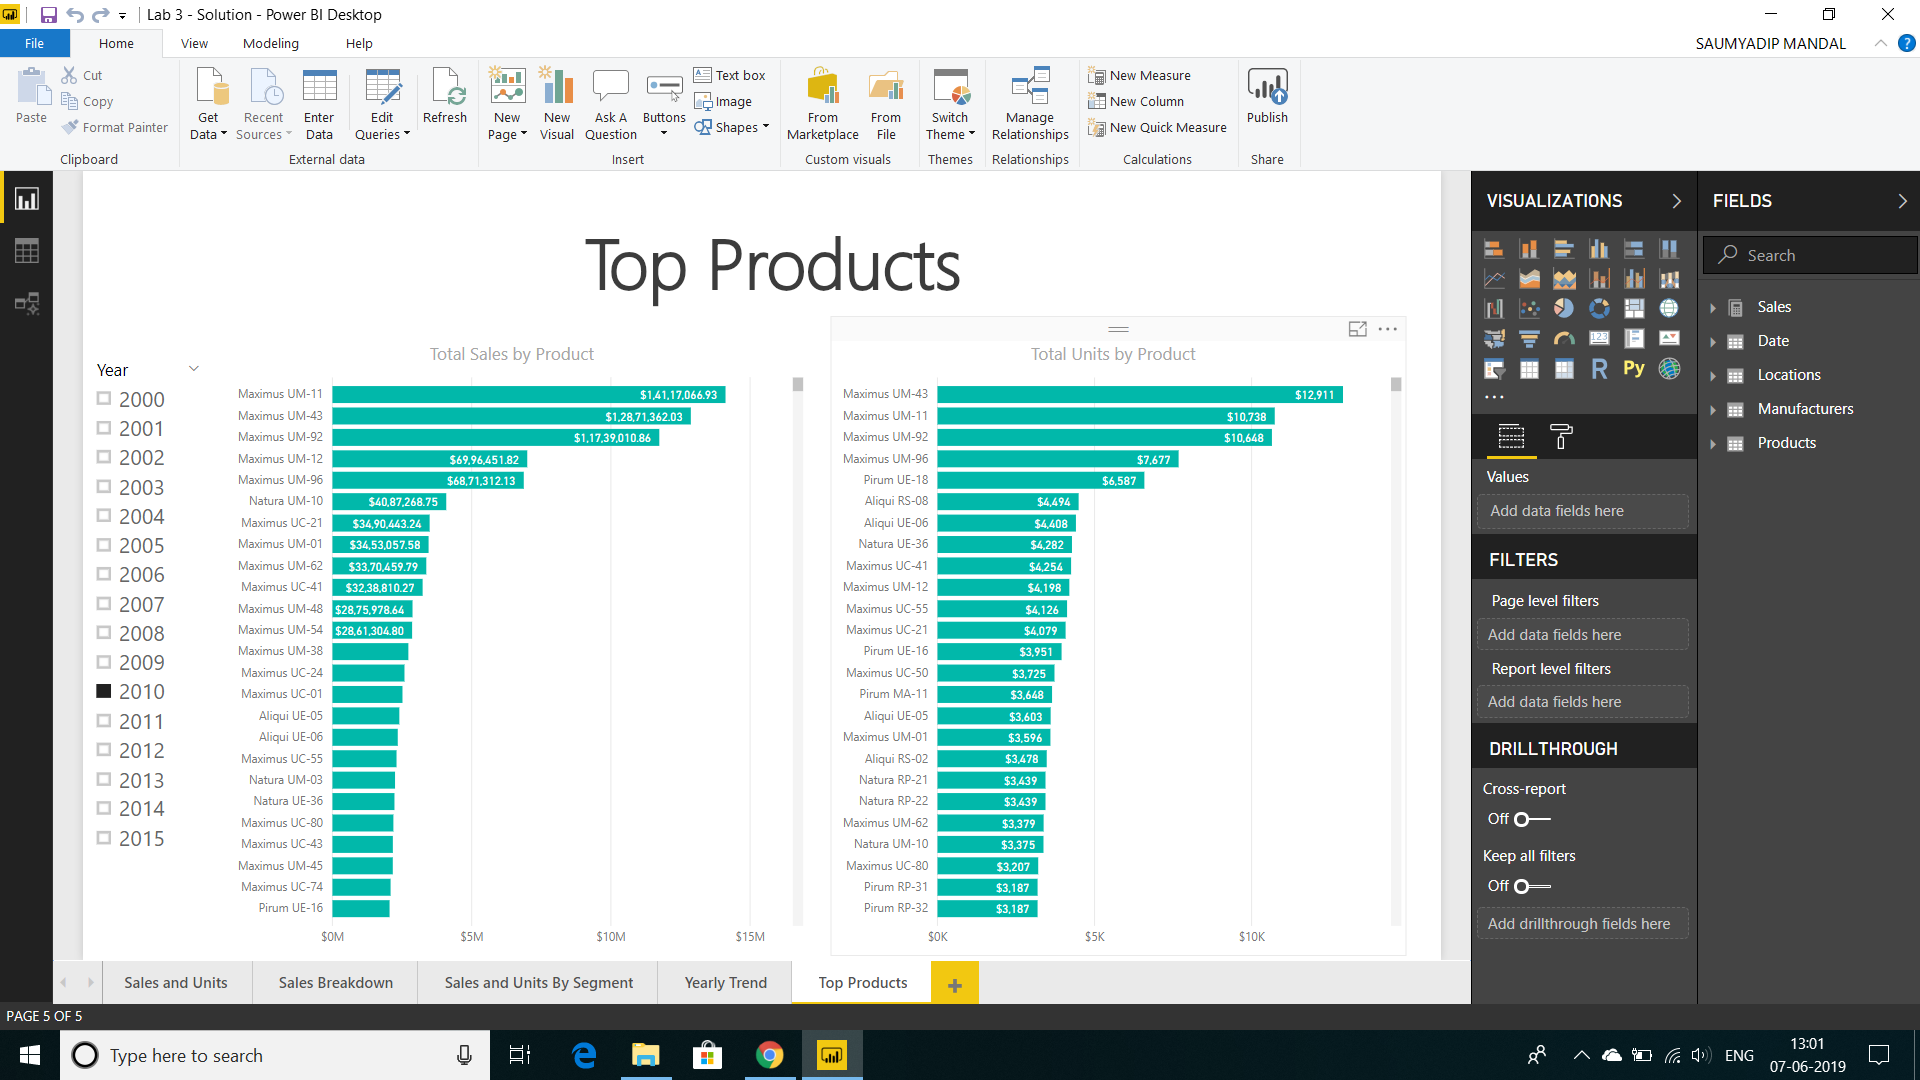 Lab 3 - Solution - Power BI Desktop
File Home View Modeling Help SAUMYADIP MANDAL ?
Paste
Cut
Copy
Format Painter
Clipboard
Get Data
Recent Sources
Enter Data
Edit Queries
Refresh
External data
New Page
New Visual
Ask A Question
Buttons
Text box
Image
Shapes
Insert
From Marketplace
From File
Custom visuals
Switch Theme
Themes
Manage Relationships
Relationships
New Measure
New Column
New Quick Measure
Calculations
Publish
Share
Top Products
Year
2000
2001
2002
2003
2004
2005
2006
2007
2008
2009
2010
2011
2012
2013
2014
2015
Total Sales by Product
Maximus UM-11 $1,41,17,066.93
Maximus UM-43 $1,28,71,362.03
Maximus UM-92 $1,17,39,010.86
Maximus UM-12 $69,96,451.82
Maximus UM-96 $68,71,312.13
Natura UM-10 $40,87,268.75
Maximus UC-21 $34,90,443.24
Maximus UM-01 $34,53,057.58
Maximus UM-62 $33,70,459.79
Maximus UC-41 $32,38,810.27
Maximus UM-48 $28,75,978.64
Maximus UM-54 $28,61,304.80
Maximus UM-38
Maximus UC-24
Maximus UC-01
Aliqui UE-05
Aliqui UE-06
Maximus UC-55
Natura UM-03
Natura UE-36
Maximus UC-80
Maximus UC-43
Maximus UM-45
Maximus UC-74
Pirum UE-16
$0M $5M $10M $15M
Total Units by Product
Maximus UM-43 $12,911
Maximus UM-11 $10,738
Maximus UM-92 $10,648
Maximus UM-96 $7,677
Pirum UE-18 $6,587
Aliqui RS-08 $4,494
Aliqui UE-06 $4,408
Natura UE-36 $4,282
Maximus UC-41 $4,254
Maximus UM-12 $4,198
Maximus UC-55 $4,126
Maximus UC-21 $4,079
Pirum UE-16 $3,951
Maximus UC-50 $3,725
Pirum MA-11 $3,648
Aliqui UE-05 $3,603
Maximus UM-01 $3,596
Aliqui RS-02 $3,478
Natura RP-21 $3,439
Natura RP-22 $3,439
Maximus UM-62 $3,379
Natura UM-10 $3,375
Maximus UC-80 $3,207
Pirum RP-31 $3,187
Pirum RP-32 $3,187
$0K $5K $10K
VISUALIZATIONS
123
R Py
Values
Add data fields here
FILTERS
Page level filters
Add data fields here
Report level filters
Add data fields here
DRILLTHROUGH
Cross-report
Off
Keep all filters
Off
Add drillthrough fields here
FIELDS
Search
Sales
Date
Locations
Manufacturers
Products
Sales and Units Sales Breakdown Sales and Units By Segment Yearly Trend Top Products +
PAGE 5 OF 5
Type here to search
ENG
13:01
07-06-2019